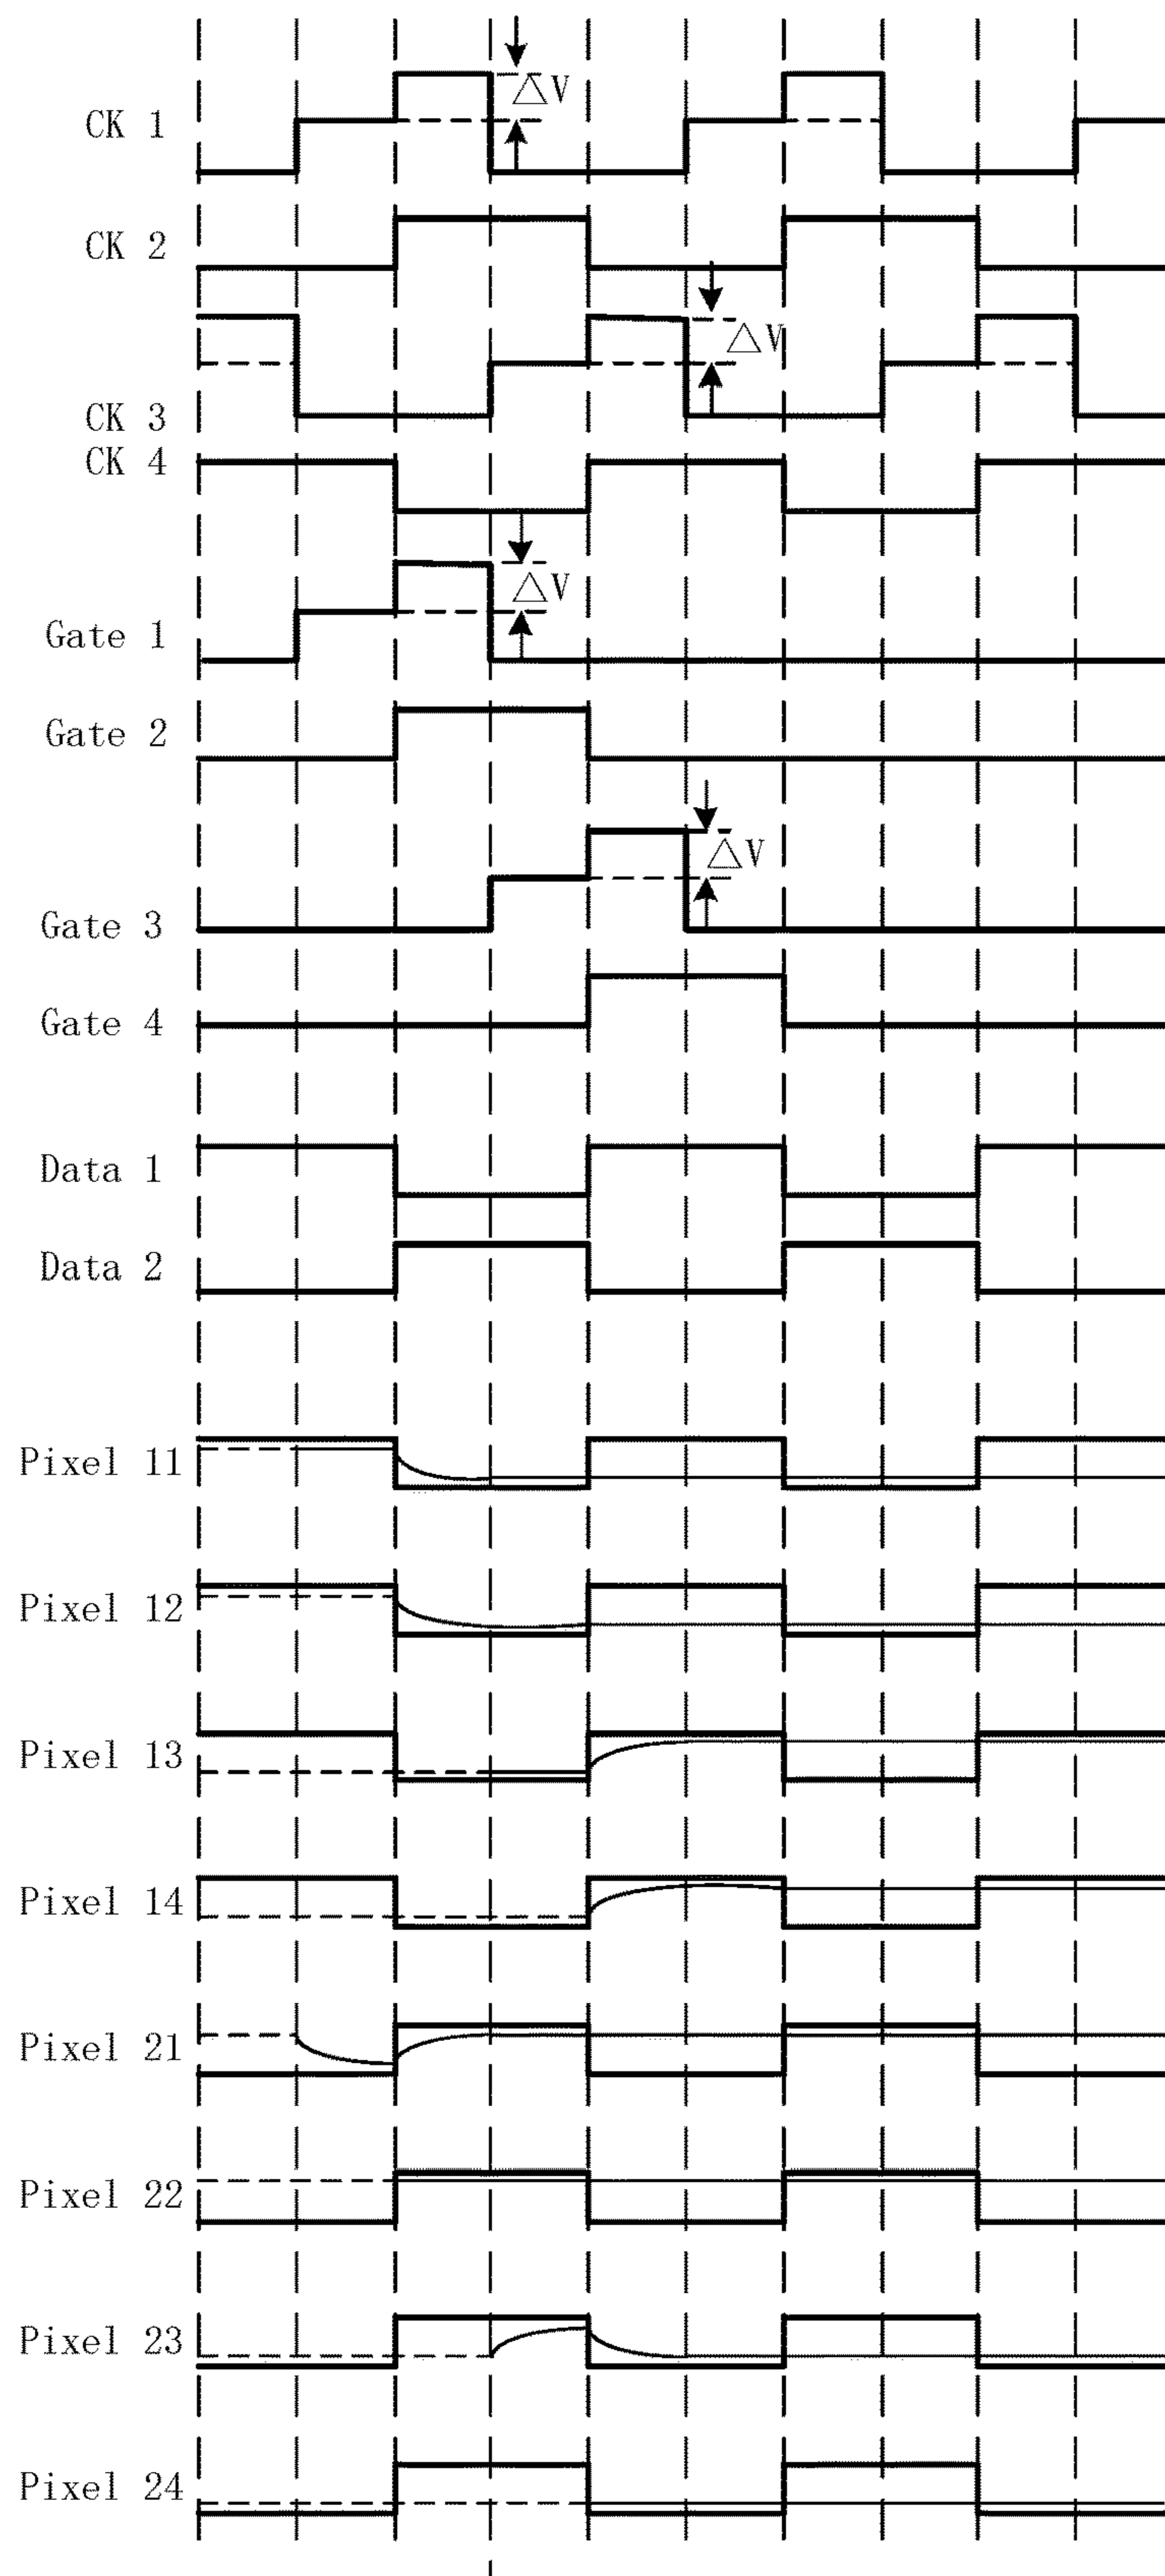 △V
CK 1
CK 2
△V
CK 3
CK 4
△V
Gate 1
Gate 2
△V
Gate 3
Gate 4
Data 1
Data 2
Pixel 11
Pixel 12
Pixel 13
Pixel 14
Pixel 21
Pixel 22
Pixel 23
Pixel 24